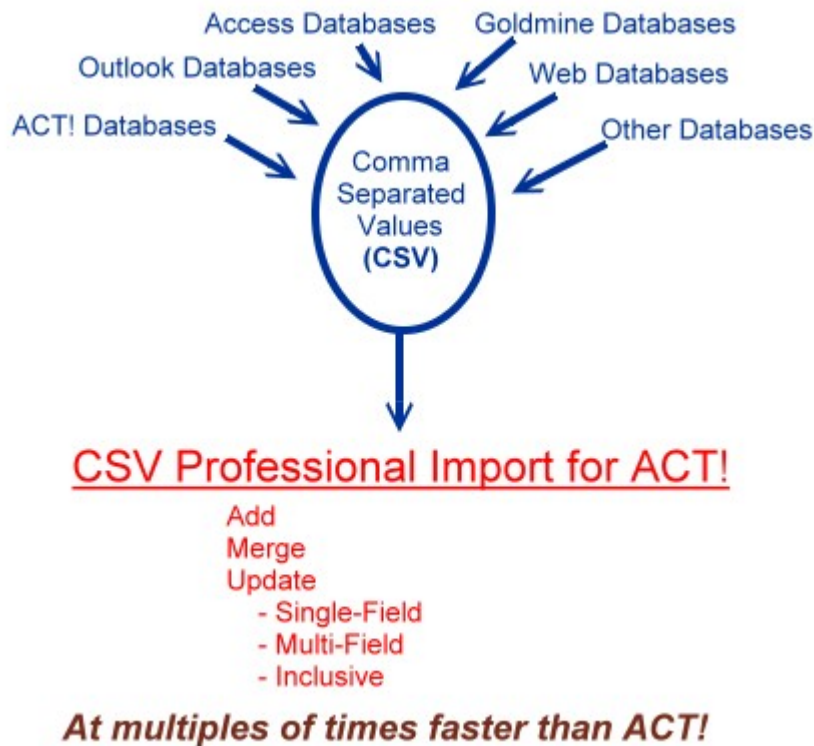 Access Databases
Goldmine Databases
Outlook Databases
Web Databases
ACT! Databases
Other Databases
Comma
Separated
Values
(CSV)
CSV Professional Import for ACT!
Add
Merge
Update
- Single-Field
- Multi-Field
- Inclusive
At multiples of times faster than ACT!